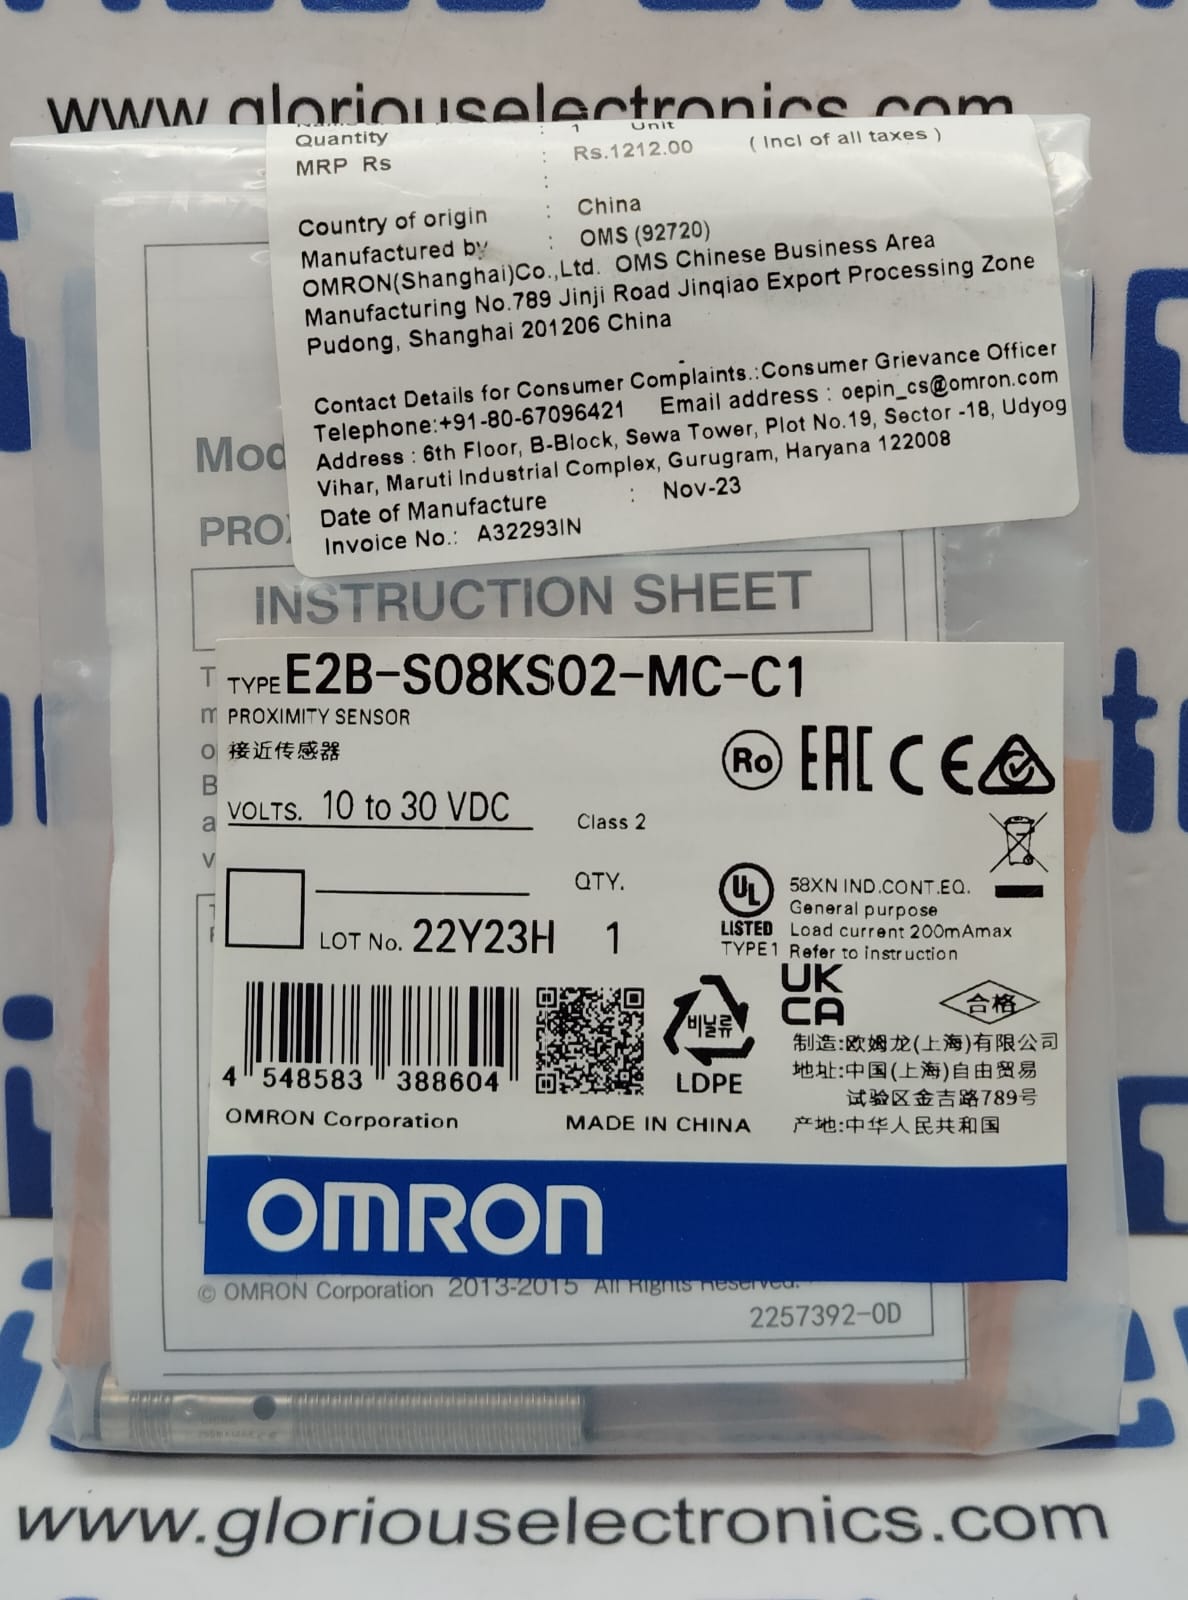 www.gloriouselectronics.com
Quantity : 1 Unit
MRP Rs : Rs.1212.00 ( Incl of all taxes )
:
Country of origin : China
Manufactured by : OMS (92720)
OMRON(Shanghai)Co.,Ltd. OMS Chinese Business Area
Manufacturing No.789 Jinji Road Jinqiao Export Processing Zone
Pudong, Shanghai 201206 China
Contact Details for Consumer Complaints.:Consumer Grievance Officer
Telephone:+91-80-67096421 Email address : oepin_cs@omron.com
Address : 6th Floor, B-Block, Sewa Tower, Plot No.19, Sector -18, Udyog
Vihar, Maruti Industrial Complex, Gurugram, Haryana 122008
Date of Manufacture : Nov-23
Invoice No.: A32293IN
INSTRUCTION SHEET
TYPE E2B-S08KS02-MC-C1
PROXIMITY SENSOR
接近传感器
Ro EAC CE
VOLTS. 10 to 30 VDC
Class 2
QTY.
LOT No. 22Y23H 1
UL LISTED TYPE1
58XN IND.CONT.EQ.
General purpose
Load current 200mAmax
Refer to instruction
UK
CA
合格
비닐류
LDPE
制造:欧姆龙(上海)有限公司
地址:中国(上海)自由贸易
试验区金吉路789号
产地:中华人民共和国
4 548583 388604
OMRON Corporation MADE IN CHINA
OMRON
© OMRON Corporation 2013-2015 All Rights Reserved.
2257392-0D
www.gloriouselectronics.com